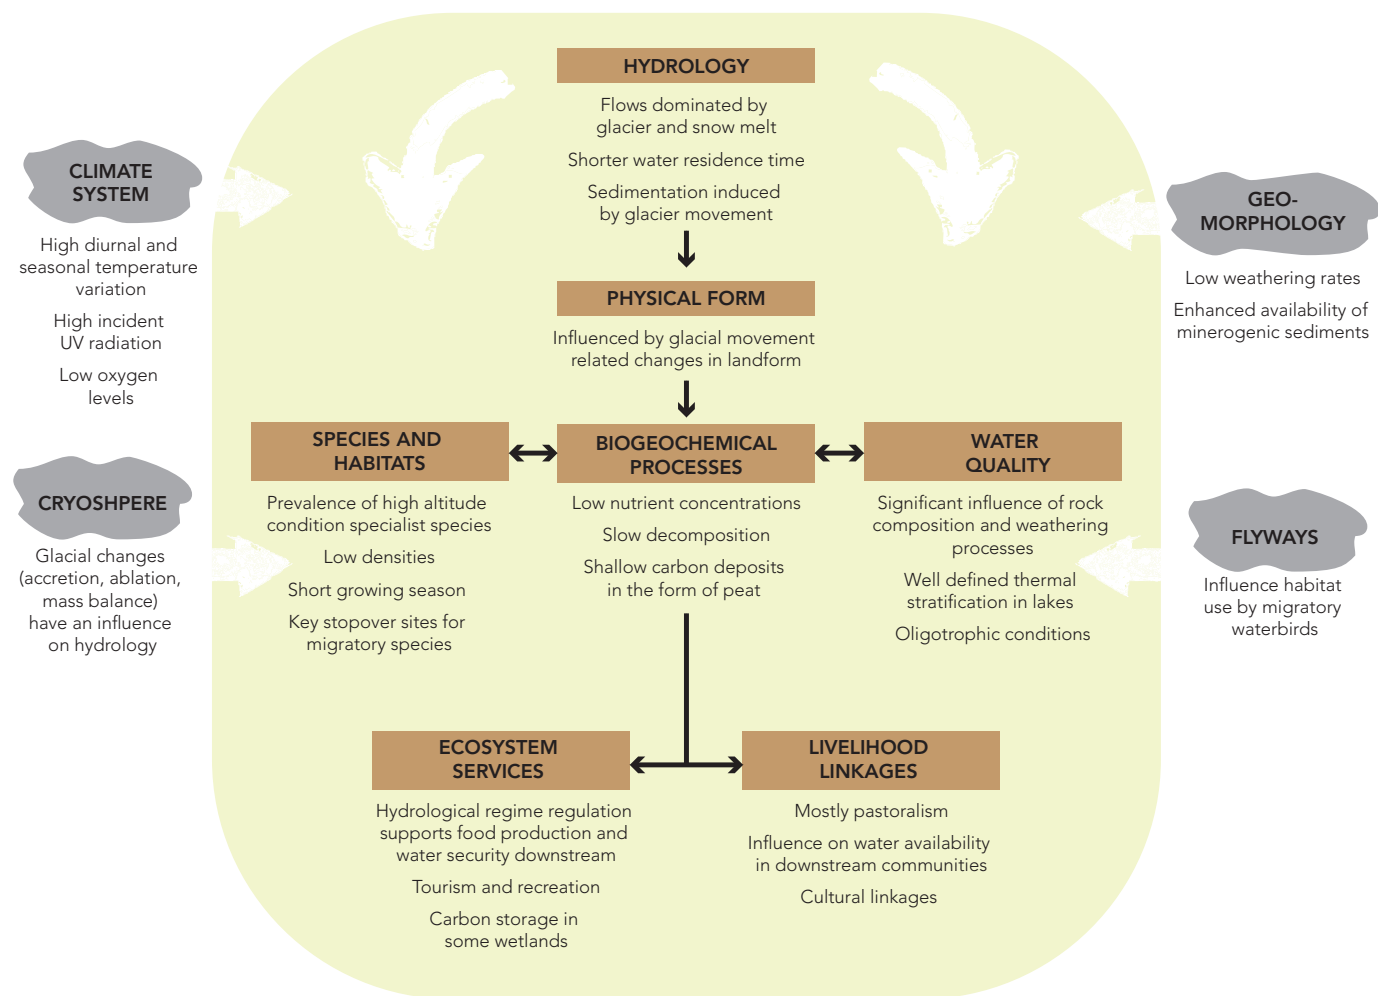 HYDROLOGY
Flows dominated by
glacier and snow melt
Shorter water residence time
Sedimentation induced
by glacier movement
CLIMATE
SYSTEM
High diurnal and
seasonal temperature
variation
High incident
UV radiation
Low oxygen
levels
GEO-
MORPHOLOGY
Low weathering rates
Enhanced availability of
minerogenic sediments
PHYSICAL FORM
Influenced by glacial movement
related changes in landform
SPECIES AND
HABITATS
Prevalence of high altitude
condition specialist species
Low densities
Short growing season
Key stopover sites for
migratory species
BIOGEOCHEMICAL
PROCESSES
Low nutrient concentrations
Slow decomposition
Shallow carbon deposits
in the form of peat
WATER
QUALITY
Significant influence of rock
composition and weathering
processes
Well defined thermal
stratification in lakes
Oligotrophic conditions
CRYOSHPERE
Glacial changes
(accretion, ablation,
mass balance)
have an influence
on hydrology
FLYWAYS
Influence habitat
use by migratory
waterbirds
ECOSYSTEM
SERVICES
Hydrological regime regulation
supports food production and
water security downstream
Tourism and recreation
Carbon storage in
some wetlands
LIVELIHOOD
LINKAGES
Mostly pastoralism
Influence on water availability
in downstream communities
Cultural linkages